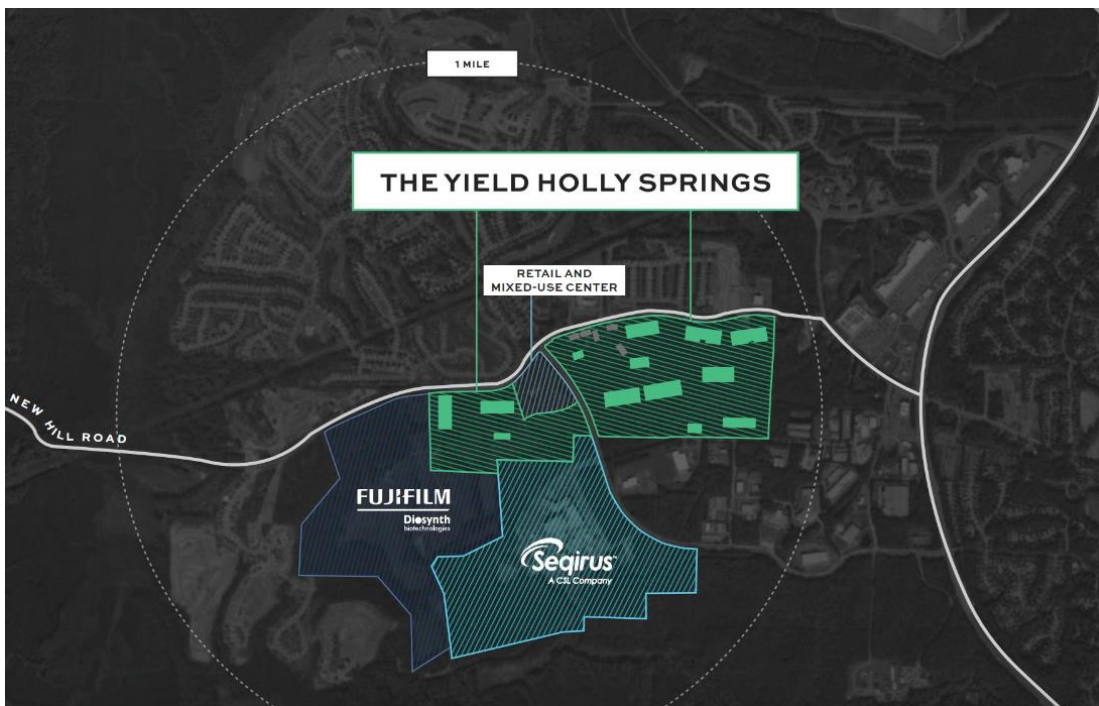 1 MILE
THE YIELD HOLLY SPRINGS
RETAIL AND
MIXED-USE CENTER
NEW HILL ROAD
FUJIFILM
Diosynth
biotechnologies
Seqirus™
A CSL Company